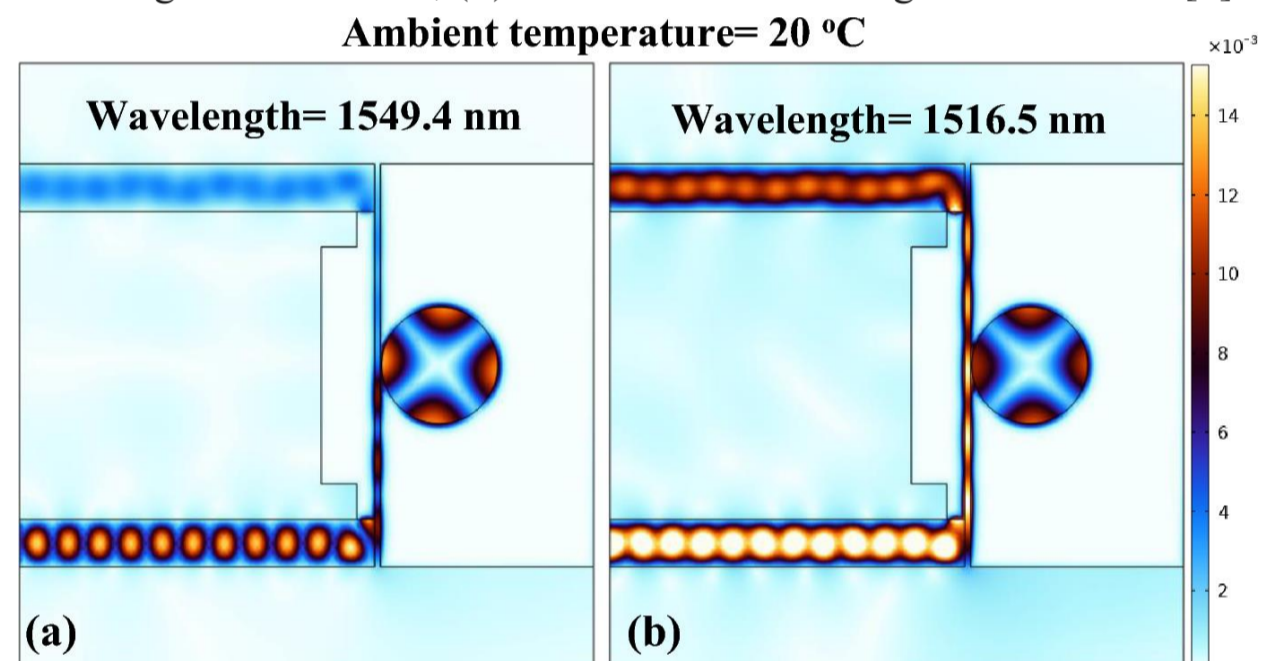 Ambient temperature= 20 ºC
×10⁻³
Wavelength= 1549.4 nm
Wavelength= 1516.5 nm
14
12
10
8
6
4
2
(a)
(b)